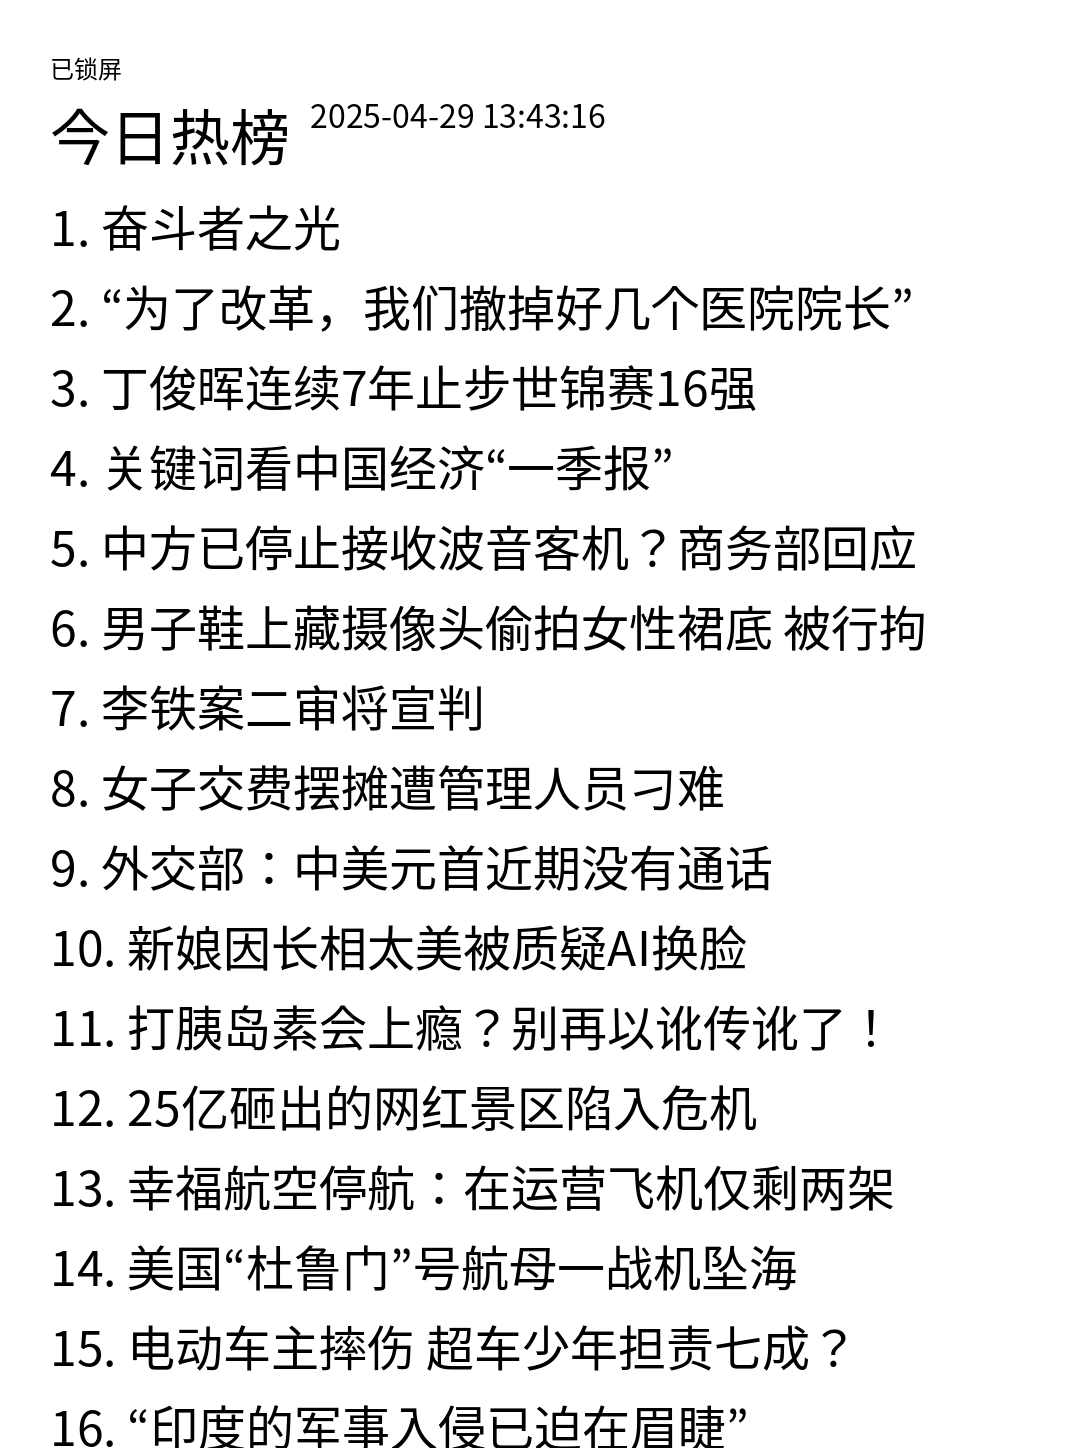 已锁屏
今日热榜 2025-04-29 13:43:16
1. 奋斗者之光
2. “为了改革，我们撤掉好几个医院院长”
3. 丁俊晖连续7年止步世锦赛16强
4. 关键词看中国经济“一季报”
5. 中方已停止接收波音客机？商务部回应
6. 男子鞋上藏摄像头偷拍女性裙底 被行拘
7. 李铁案二审将宣判
8. 女子交费摆摊遭管理人员刁难
9. 外交部：中美元首近期没有通话
10. 新娘因长相太美被质疑AI换脸
11. 打胰岛素会上瘾？别再以讹传讹了！
12. 25亿砸出的网红景区陷入危机
13. 幸福航空停航：在运营飞机仅剩两架
14. 美国“杜鲁门”号航母一战机坠海
15. 电动车主摔伤 超车少年担责七成？
16. “印度的军事入侵已迫在眉睫”